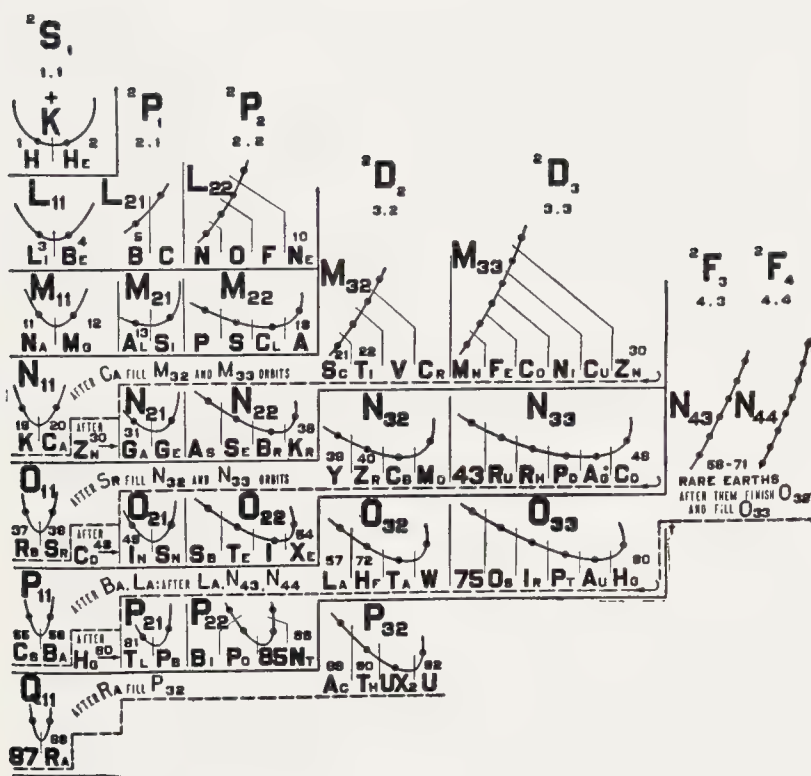 ²S₁
1.1
²P₁ ²P₂
2.1 2.2
K
1 2
H He
²D₂ ²D₃
3.2 3.3
L₁₁ L₂₁ L₂₂
3 4 5 10
Li Be B C N O F Ne
²F₃ ²F₄
4.3 4.4
M₁₁ M₂₁ M₂₂ M₃₂ M₃₃
11 12 13 18 21 22 30
Na Mg Al Si P S Cl A Sc Ti V Cr Mn Fe Co Ni Cu Zn
AFTER CA FILL M₃₂ AND M₃₃ ORBITS
N₁₁ N₂₁ N₂₂ N₃₂ N₃₃ N₄₃ N₄₄
19 20 AFTER 30 31 36 39 40 48
K Ca Zn Ga Ge As Se Br Kr Y Zr Cb Mo 43 Ru Rh Pd Ag Cd
58-71
RARE EARTHS
AFTER THEM FINISH O₃₂
AND FILL O₃₃
AFTER SR FILL N₃₂ AND N₃₃ ORBITS
O₁₁ O₂₁ O₂₂ O₃₂ O₃₃
37 38 AFTER 48 49 54 57 72 80
Rb Sr Cd In Sn Sb Te I Xe La Hf Ta W 75 Os Ir Pt Au Hg
AFTER BA, LA: AFTER LA, N₄₃, N₄₄
P₁₁ P₂₁ P₂₂ P₃₂
55 56 AFTER 80 81 86 89 90 92
Cs Ba Hg Tl Pb Bi Po 85 Nt Ac Th UX₂ U
AFTER RA FILL P₃₂
Q₁₁
88
87 Ra